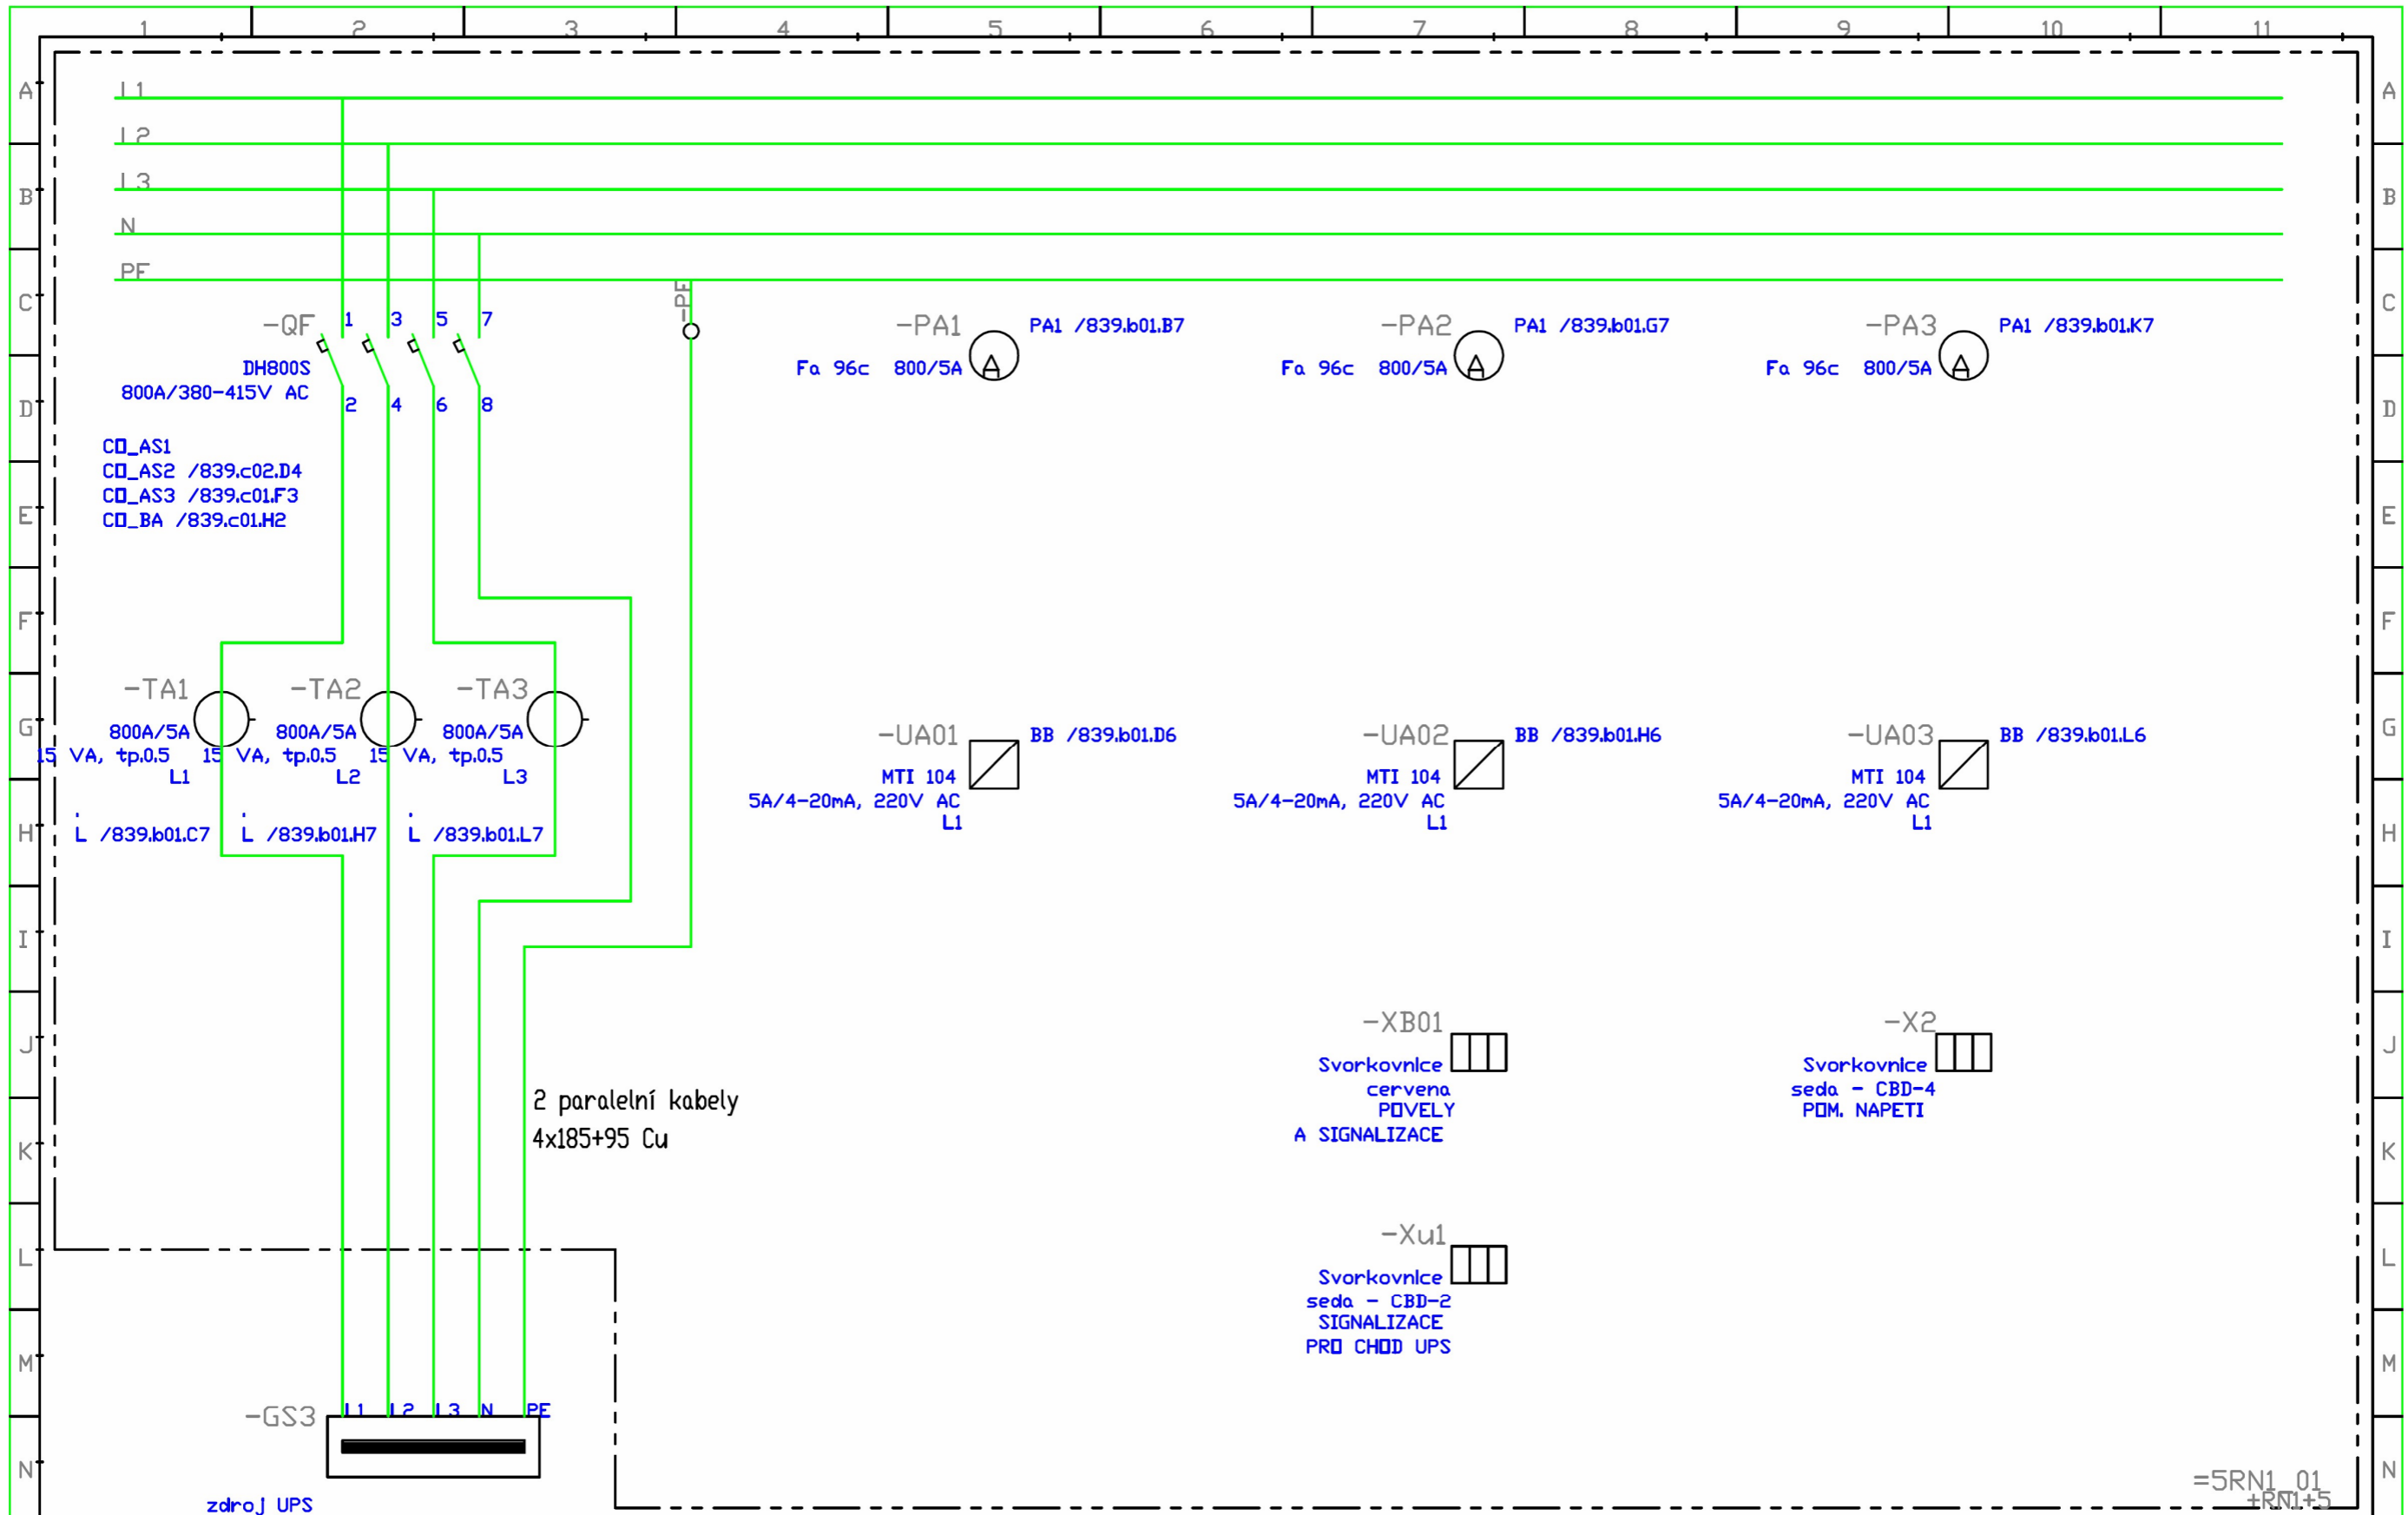 1 2 3 4 5 6 7 8 9 10 11
A A
L1
L2
B B
L3
N
PE
C C
-PE
-QF 1 3 5 7
DH800S
800A/380-415V AC
2 4 6 8
-PA1 PA1 /839.b01.B7
Fa 96c 800/5A
A
-PA2 PA1 /839.b01.G7
Fa 96c 800/5A
A
-PA3 PA1 /839.b01.K7
Fa 96c 800/5A
A
D D
CO_AS1
CO_AS2 /839.c02.D4
CO_AS3 /839.c01.F3
CO_BA /839.c01.H2
E E
F F
-TA1
800A/5A
15 VA, tp.0.5
L1
L /839.b01.C7
-TA2
800A/5A
15 VA, tp.0.5
L2
L /839.b01.H7
-TA3
800A/5A
15 VA, tp.0.5
L3
L /839.b01.L7
G G
-UA01 BB /839.b01.D6
MTI 104
5A/4-20mA, 220V AC
L1
-UA02 BB /839.b01.H6
MTI 104
5A/4-20mA, 220V AC
L1
-UA03 BB /839.b01.L6
MTI 104
5A/4-20mA, 220V AC
L1
H H
I I
J J
-XB01
Svorkovnice
cervena
POVELY
A SIGNALIZACE
-X2
Svorkovnice
seda - CBD-4
POM. NAPETI
2 paralelní kabely
4x185+95 Cu
K K
L L
-Xu1
Svorkovnice
seda - CBD-2
SIGNALIZACE
PRO CHOD UPS
M M
-GS3 L1 L2 L3 N PE
N N
zdroj UPS
=5RN1_01
+RN1+5